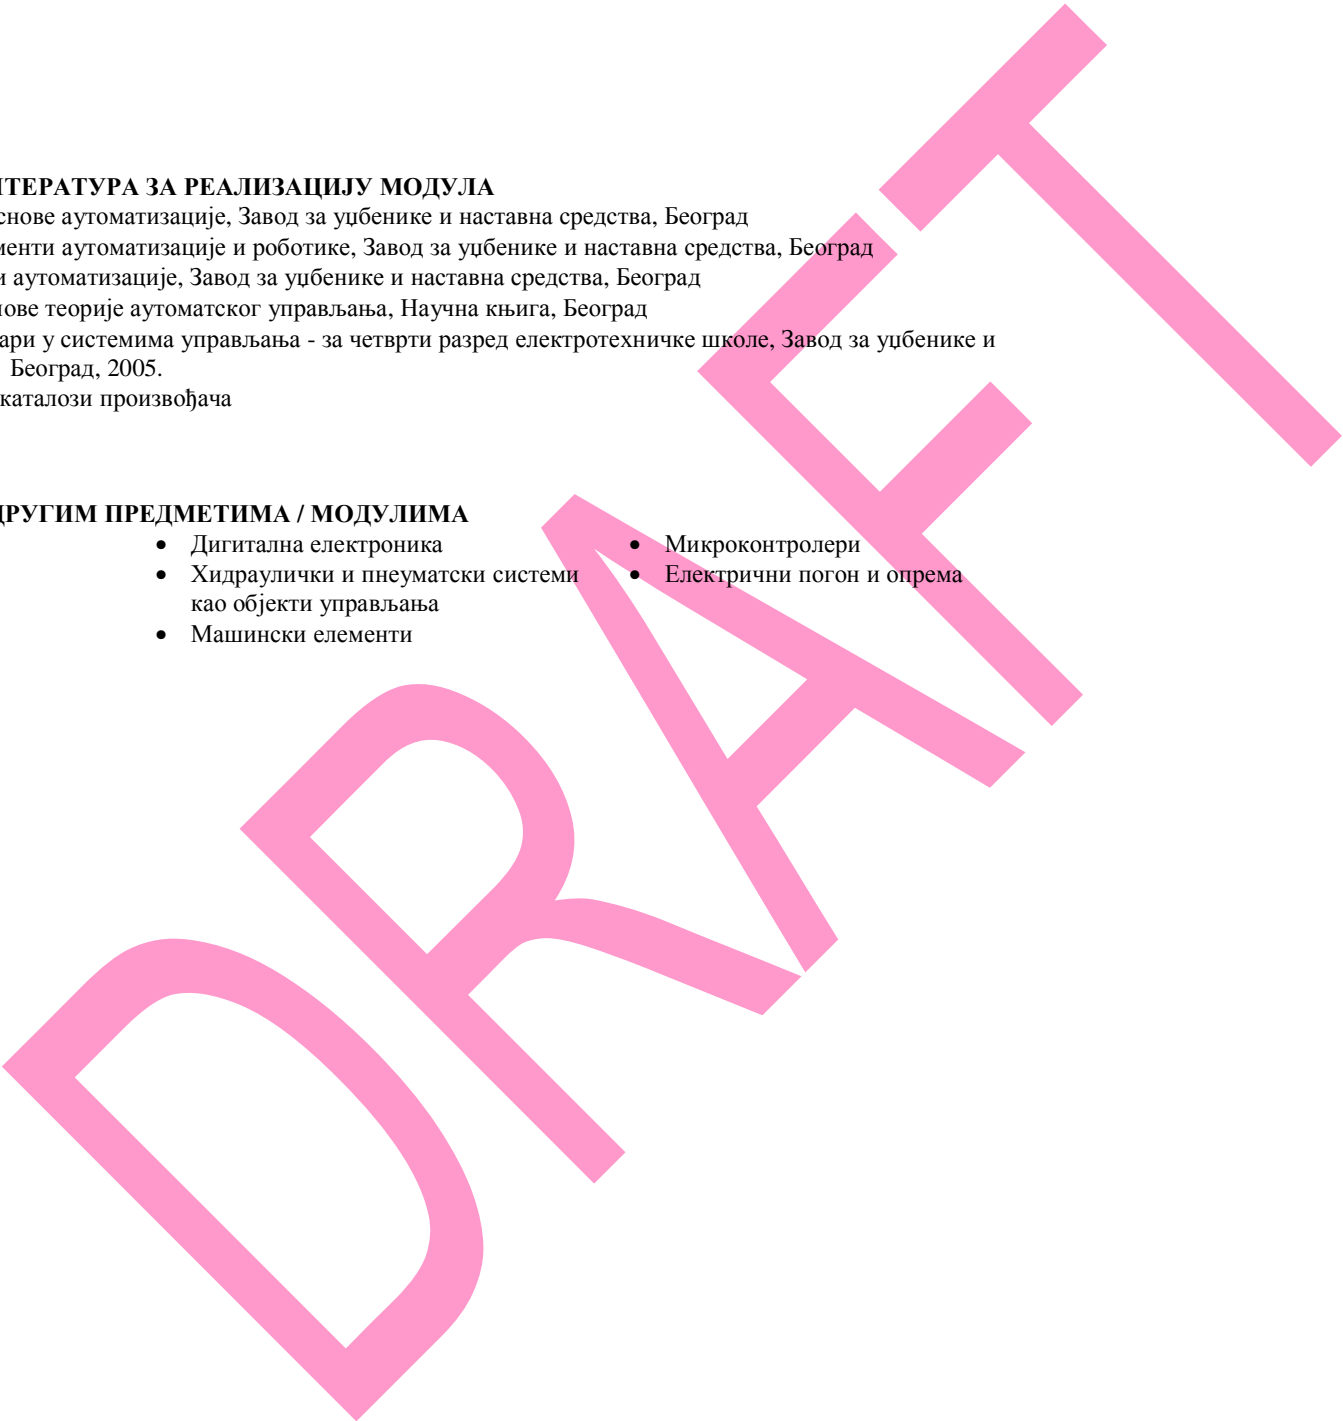 ИТЕРАТУРА ЗА РЕАЛИЗАЦИЈУ МОДУЛА
снове аутоматизације, Завод за уџбенике и наставна средства, Београд
менти аутоматизације и роботике, Завод за уџбенике и наставна средства, Београд
и аутоматизације, Завод за уџбенике и наставна средства, Београд
нове теорије аутоматског управљања, Научна књига, Београд
ари у системима управљања - за четврти разред електротехничке школе, Завод за уџбенике и
Београд, 2005.
каталози произвођача
ДРУГИМ ПРЕДМЕТИМА / МОДУЛИМА
• Дигитална електроника
• Хидраулички и пнеуматски системи
као објекти управљања
• Машински елементи
• Микроконтролери
• Електрични погон и опрема
DRAFT